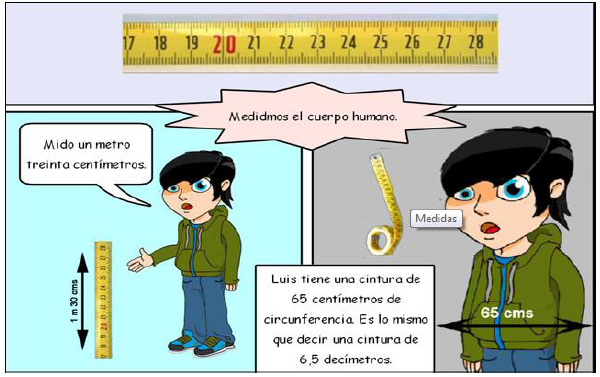 17 18 19 20 21 22 23 24 25 26 27 28
Medidmos el cuerpo humano.
Mido un metro
treinta centímetros.
1 m 30 cms
Medidas
Luis tiene una cintura de
65 centímetros de
circunferencia. Es lo mismo
que decir una cintura de
6,5 decímetros.
65 cms